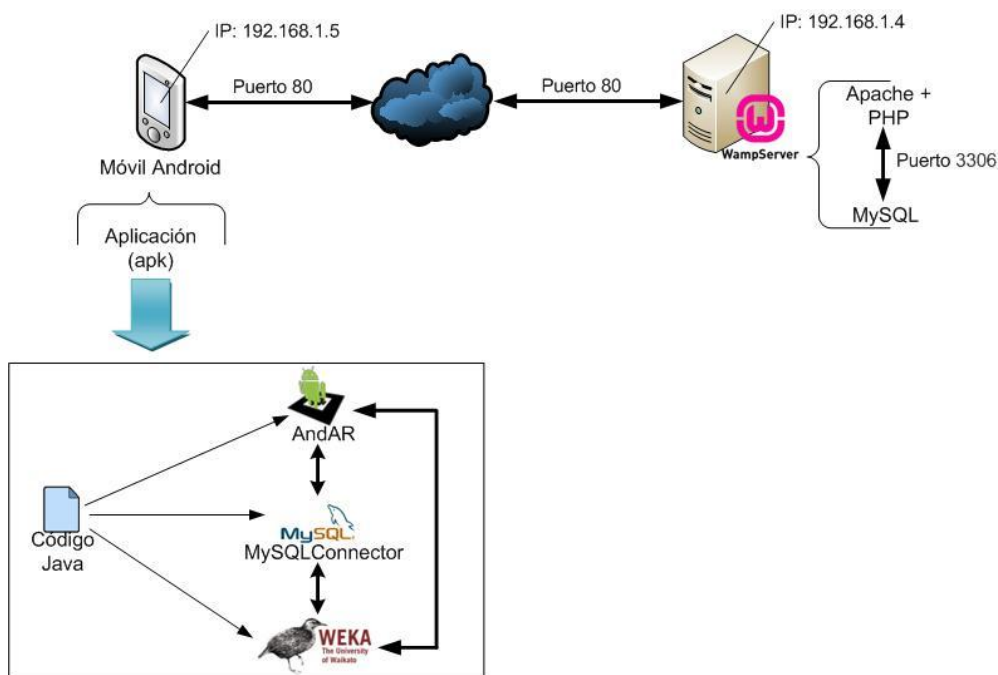 IP: 192.168.1.5
IP: 192.168.1.4
Puerto 80
Puerto 80
Móvil Android
W
WampServer
Apache +
PHP
Puerto 3306
MySQL
Aplicación
(apk)
AndAR
MySQL
MySQLConnector
Código
Java
WEKA
The University
of Waikato